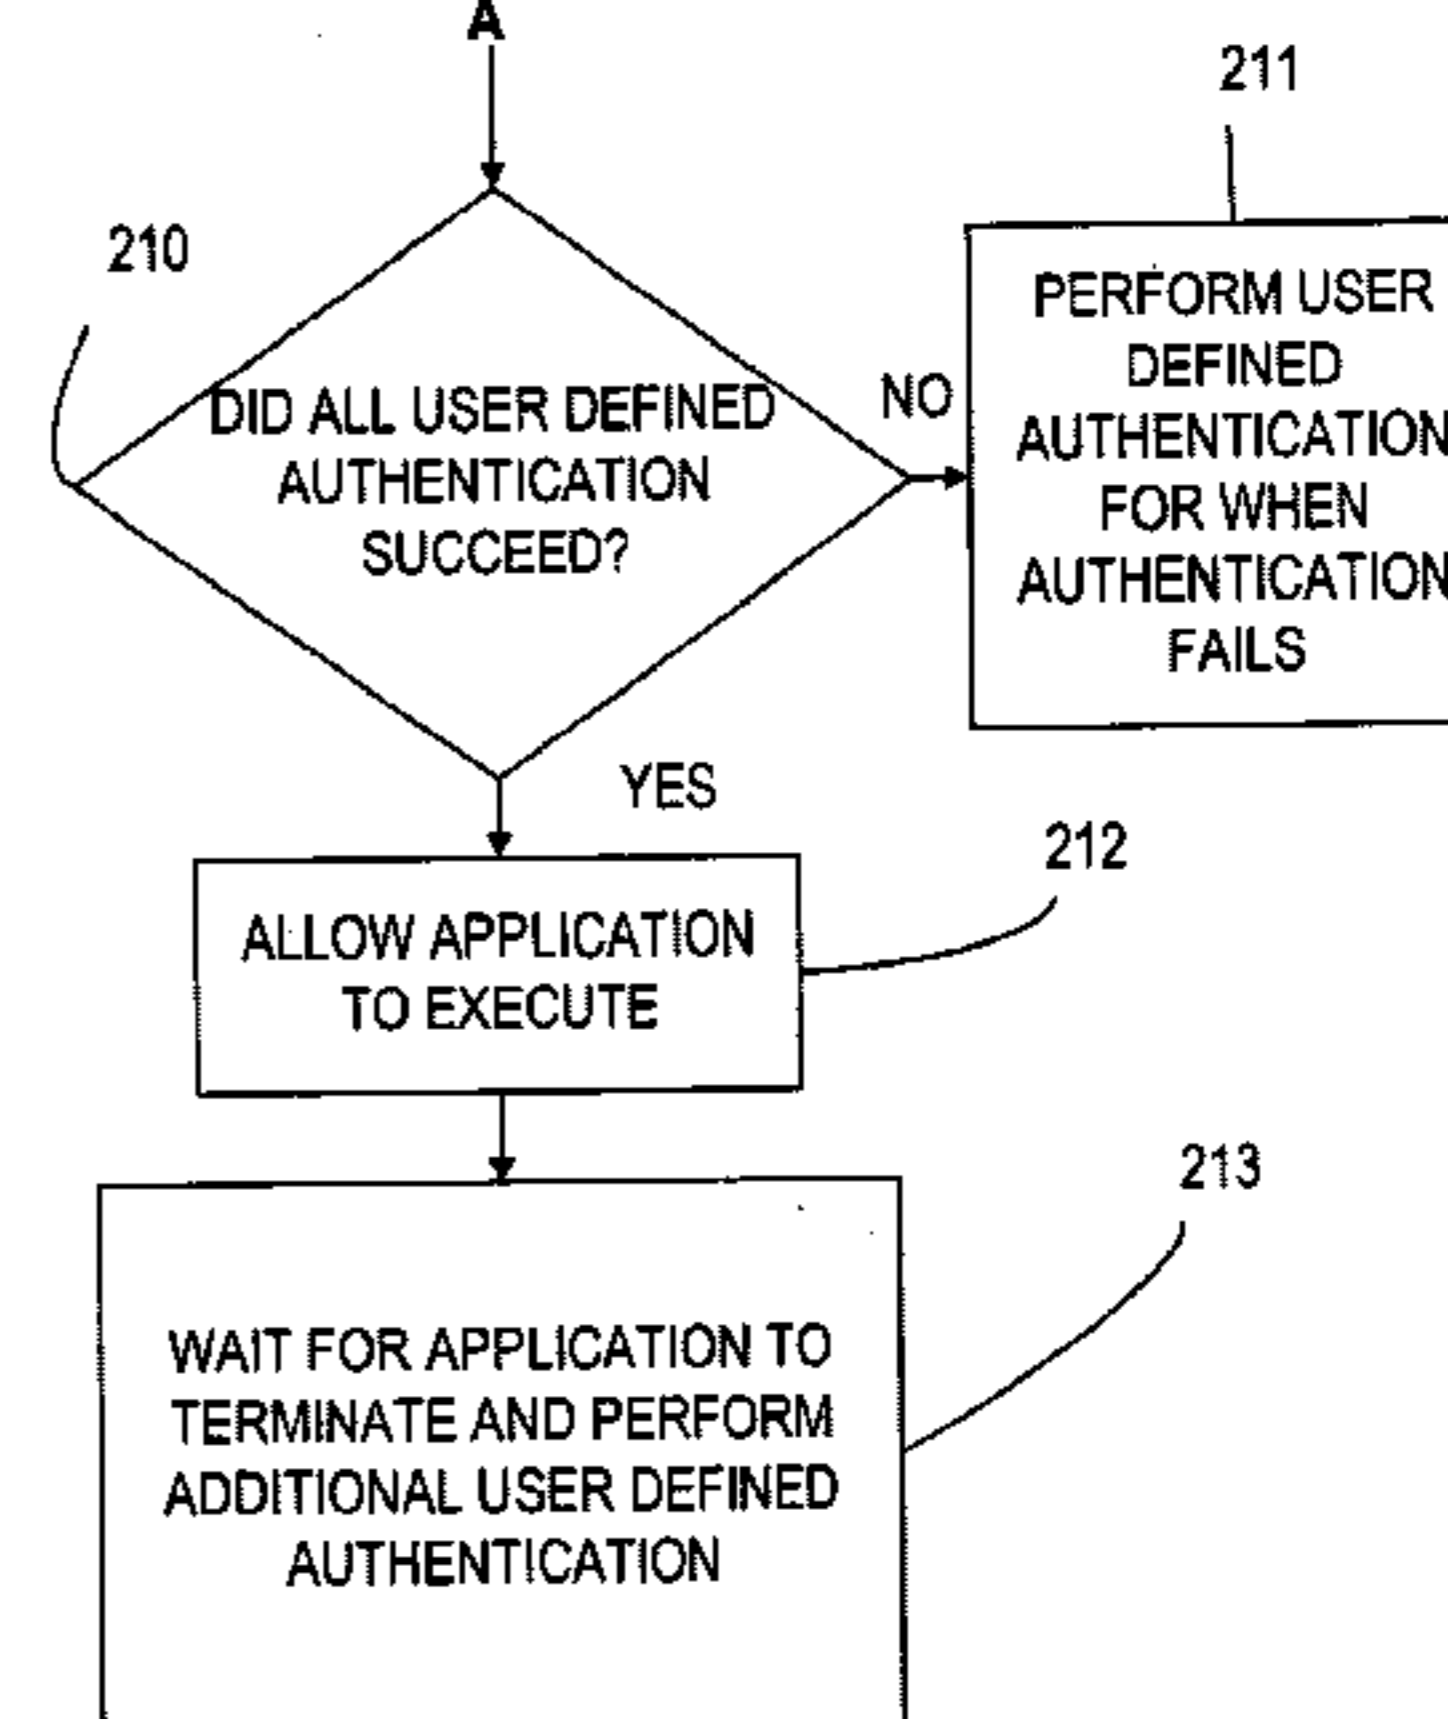 A
211
210
PERFORM USER
DEFINED
AUTHENTICATION
FOR WHEN
AUTHENTICATION
FAILS
NO
DID ALL USER DEFINED
AUTHENTICATION
SUCCEED?
YES
212
ALLOW APPLICATION
TO EXECUTE
213
WAIT FOR APPLICATION TO
TERMINATE AND PERFORM
ADDITIONAL USER DEFINED
AUTHENTICATION